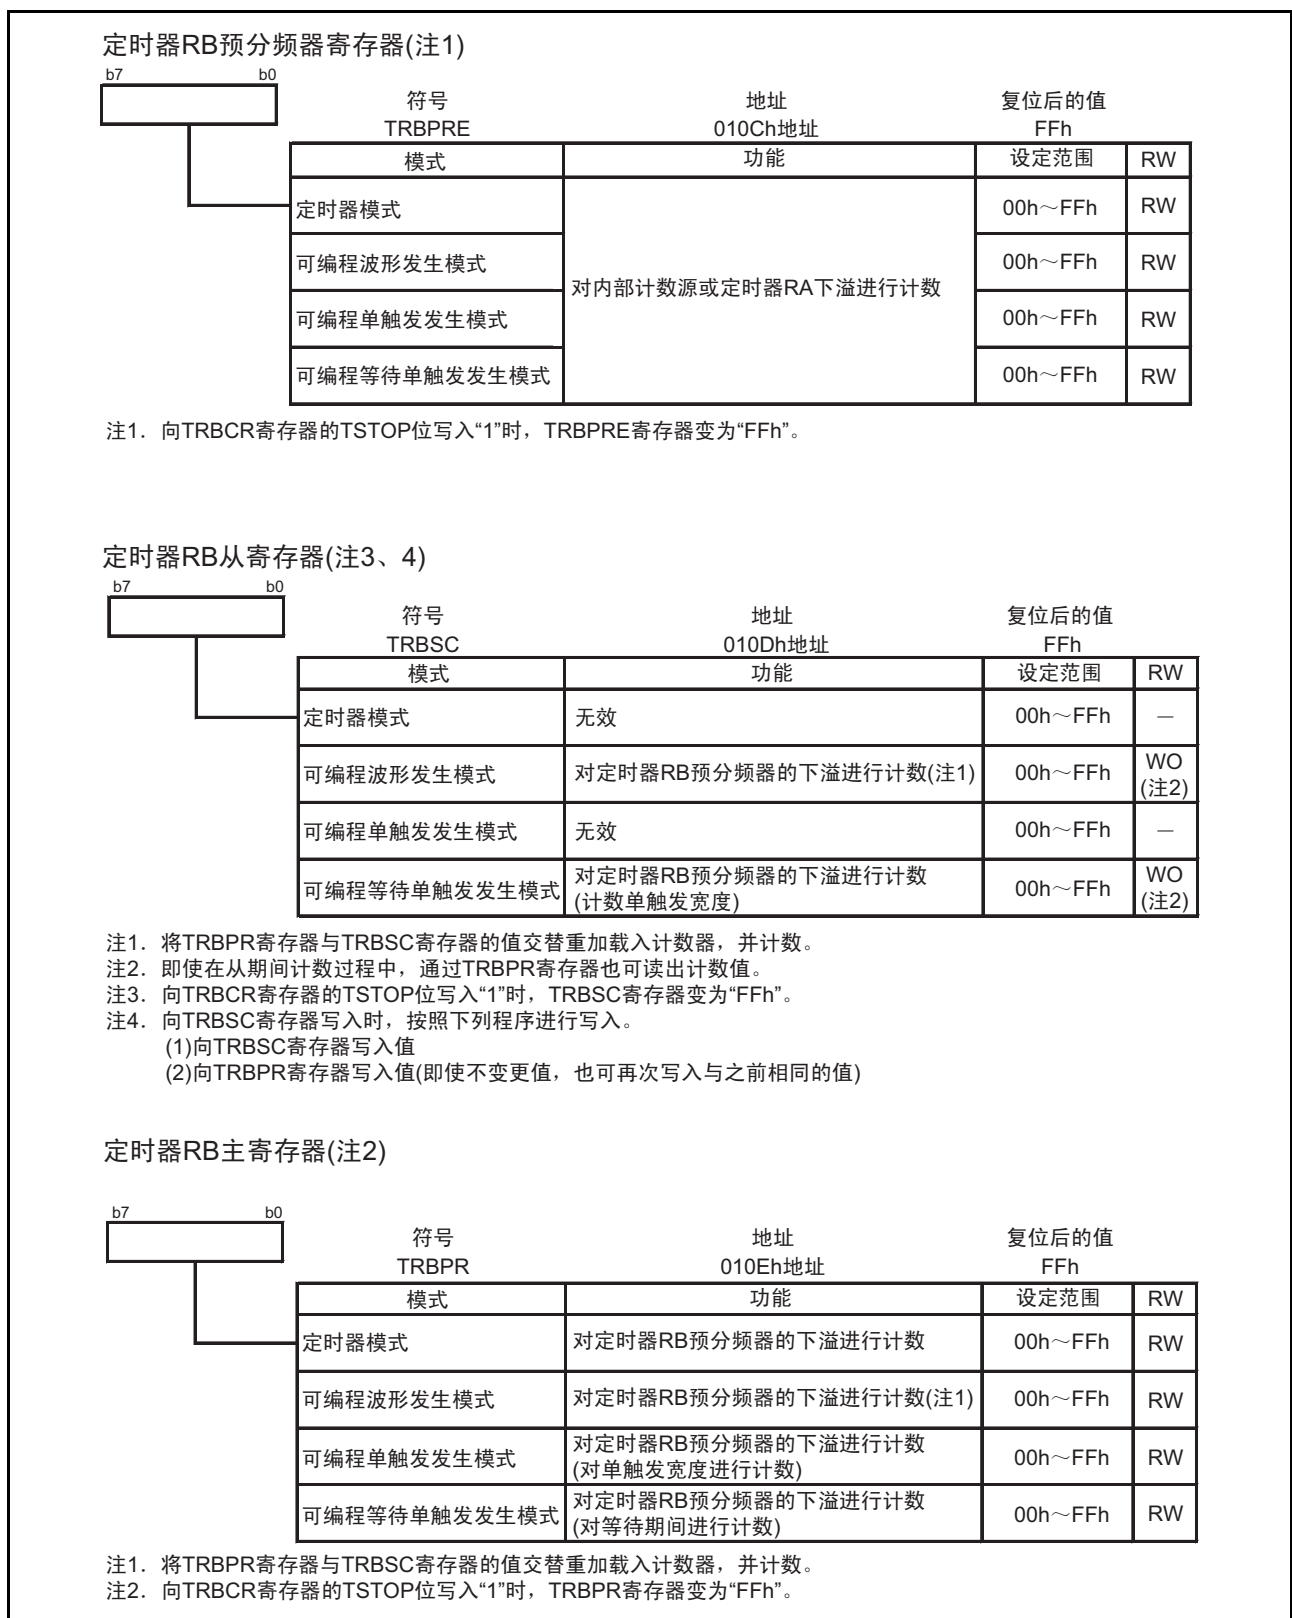 定时器RB预分频器寄存器(注1)
b7 b0
符号 地址 复位后的值
TRBPRE 010Ch地址 FFh
模式 功能 设定范围 RW
定时器模式 00h～FFh RW
可编程波形发生模式 00h～FFh RW
对内部计数源或定时器RA下溢进行计数
可编程单触发发生模式 00h～FFh RW
可编程等待单触发发生模式 00h～FFh RW
注1．向TRBCR寄存器的TSTOP位写入“1”时，TRBPRE寄存器变为“FFh”。
定时器RB从寄存器(注3、4)
b7 b0
符号 地址 复位后的值
TRBSC 010Dh地址 FFh
模式 功能 设定范围 RW
定时器模式 无效 00h～FFh －
可编程波形发生模式 对定时器RB预分频器的下溢进行计数(注1) 00h～FFh WO
(注2)
可编程单触发发生模式 无效 00h～FFh －
可编程等待单触发发生模式 对定时器RB预分频器的下溢进行计数 00h～FFh WO
(计数单触发宽度) (注2)
注1．将TRBPR寄存器与TRBSC寄存器的值交替重加载入计数器，并计数。
注2．即使在从期间计数过程中，通过TRBPR寄存器也可读出计数值。
注3．向TRBCR寄存器的TSTOP位写入“1”时，TRBSC寄存器变为“FFh”。
注4．向TRBSC寄存器写入时，按照下列程序进行写入。
(1)向TRBSC寄存器写入值
(2)向TRBPR寄存器写入值(即使不变更值，也可再次写入与之前相同的值)
定时器RB主寄存器(注2)
b7 b0
符号 地址 复位后的值
TRBPR 010Eh地址 FFh
模式 功能 设定范围 RW
定时器模式 对定时器RB预分频器的下溢进行计数 00h～FFh RW
可编程波形发生模式 对定时器RB预分频器的下溢进行计数(注1) 00h～FFh RW
可编程单触发发生模式 对定时器RB预分频器的下溢进行计数 00h～FFh RW
(对单触发宽度进行计数)
可编程等待单触发发生模式 对定时器RB预分频器的下溢进行计数 00h～FFh RW
(对等待期间进行计数)
注1．将TRBPR寄存器与TRBSC寄存器的值交替重加载入计数器，并计数。
注2．向TRBCR寄存器的TSTOP位写入“1”时，TRBPR寄存器变为“FFh”。